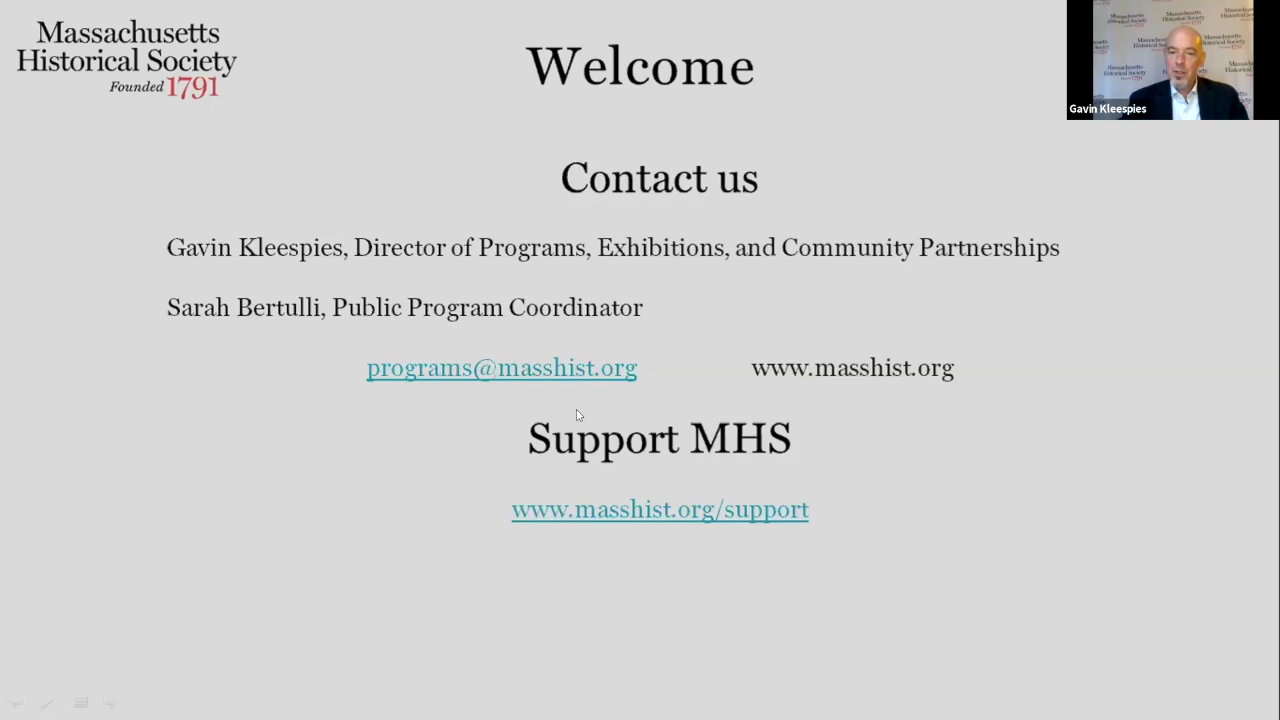 Massachusetts
Historical Society
Founded 1791
Welcome
Gavin Kleespies
Contact us
Gavin Kleespies, Director of Programs, Exhibitions, and Community Partnerships
Sarah Bertulli, Public Program Coordinator
programs@masshist.org www.masshist.org
Support MHS
www.masshist.org/support